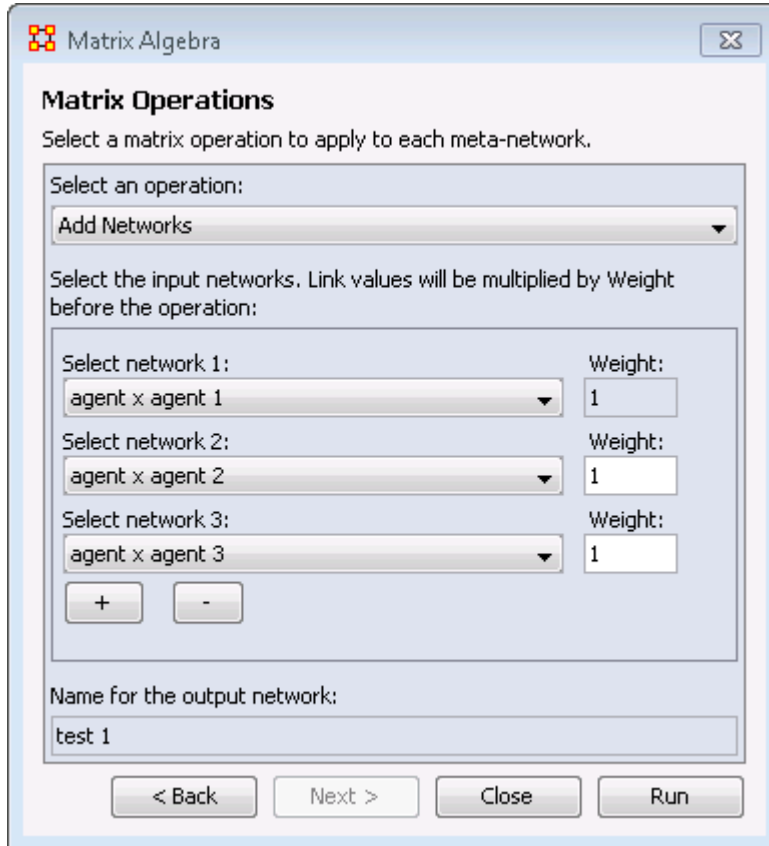 Matrix Algebra
Matrix Operations
Select a matrix operation to apply to each meta-network.
Select an operation:
Add Networks
Select the input networks. Link values will be multiplied by Weight
before the operation:
Select network 1: Weight:
agent x agent 1 1
Select network 2: Weight:
agent x agent 2 1
Select network 3: Weight:
agent x agent 3 1
+ -
Name for the output network:
test 1
< Back Next > Close Run